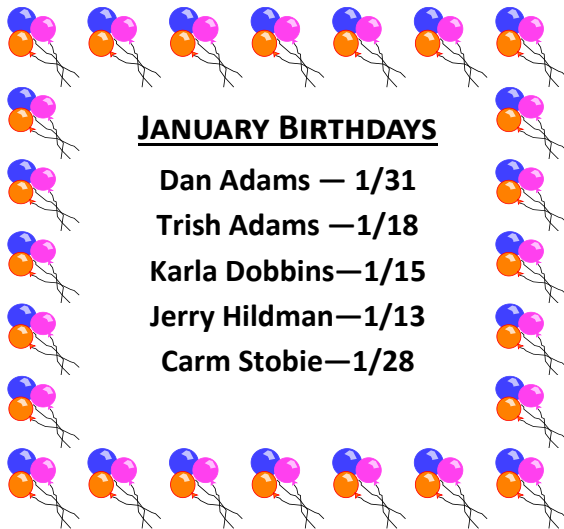 January Birthdays
Dan Adams — 1/31
Trish Adams —1/18
Karla Dobbins—1/15
Jerry Hildman—1/13
Carm Stobie—1/28